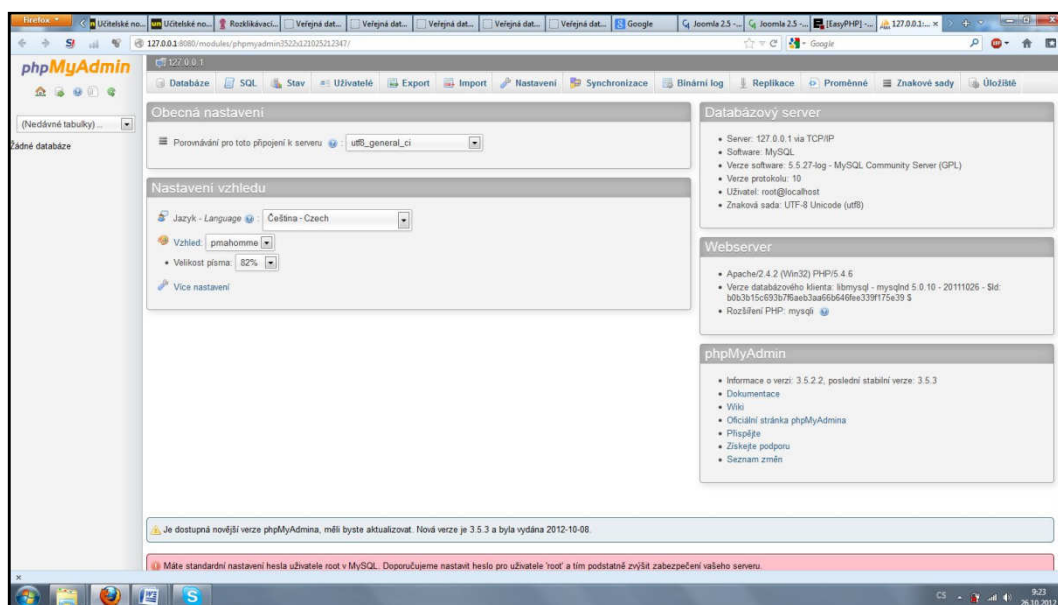 Firefox
Učitelské no...
Učitelské no...
Rozklikávací...
Veřejná dat...
Veřejná dat...
Veřejná dat...
Veřejná dat...
Veřejná dat...
Google
Joomla 2.5 -...
Joomla 2.5 -...
[EasyPHP] -...
127.0.0.1:...
127.0.0.1:8080/modules/phpmyadmin3522x121025212347/
Google
phpMyAdmin
(Nedávné tabulky) ...
Žádné databáze
127.0.0.1
Databáze SQL Stav Uživatelé Export Import Nastavení Synchronizace Binární log Replikace Proměnné Znakové sady Úložiště
Obecná nastavení
Porovnávání pro toto připojení k serveru : utf8_general_ci
Nastavení vzhledu
Jazyk - Language : Čeština - Czech
Vzhled: pmahomme
• Velikost písma: 82%
Více nastavení
Databázový server
• Server: 127.0.0.1 via TCP/IP
• Software: MySQL
• Verze software: 5.5.27-log - MySQL Community Server (GPL)
• Verze protokolu: 10
• Uživatel: root@localhost
• Znaková sada: UTF-8 Unicode (utf8)
Webserver
• Apache/2.4.2 (Win32) PHP/5.4.6
• Verze databázového klienta: libmysql - mysqlnd 5.0.10 - 20111026 - $Id:
b0b3b15c693b7f6aeb3aa66b646fee339f175e39 $
• Rozšíření PHP: mysqli
phpMyAdmin
• Informace o verzi: 3.5.2.2, poslední stabilní verze: 3.5.3
• Dokumentace
• Wiki
• Oficiální stránka phpMyAdmina
• Přispějte
• Získejte podporu
• Seznam změn
Je dostupná novější verze phpMyAdmina, měli byste aktualizovat. Nová verze je 3.5.3 a byla vydána 2012-10-08.
Máte standardní nastavení hesla uživatele root v MySQL. Doporučujeme nastavit heslo pro uživatele 'root' a tím podstatně zvýšit zabezpečení vašeho serveru.
CS
9:23
26.10.2012